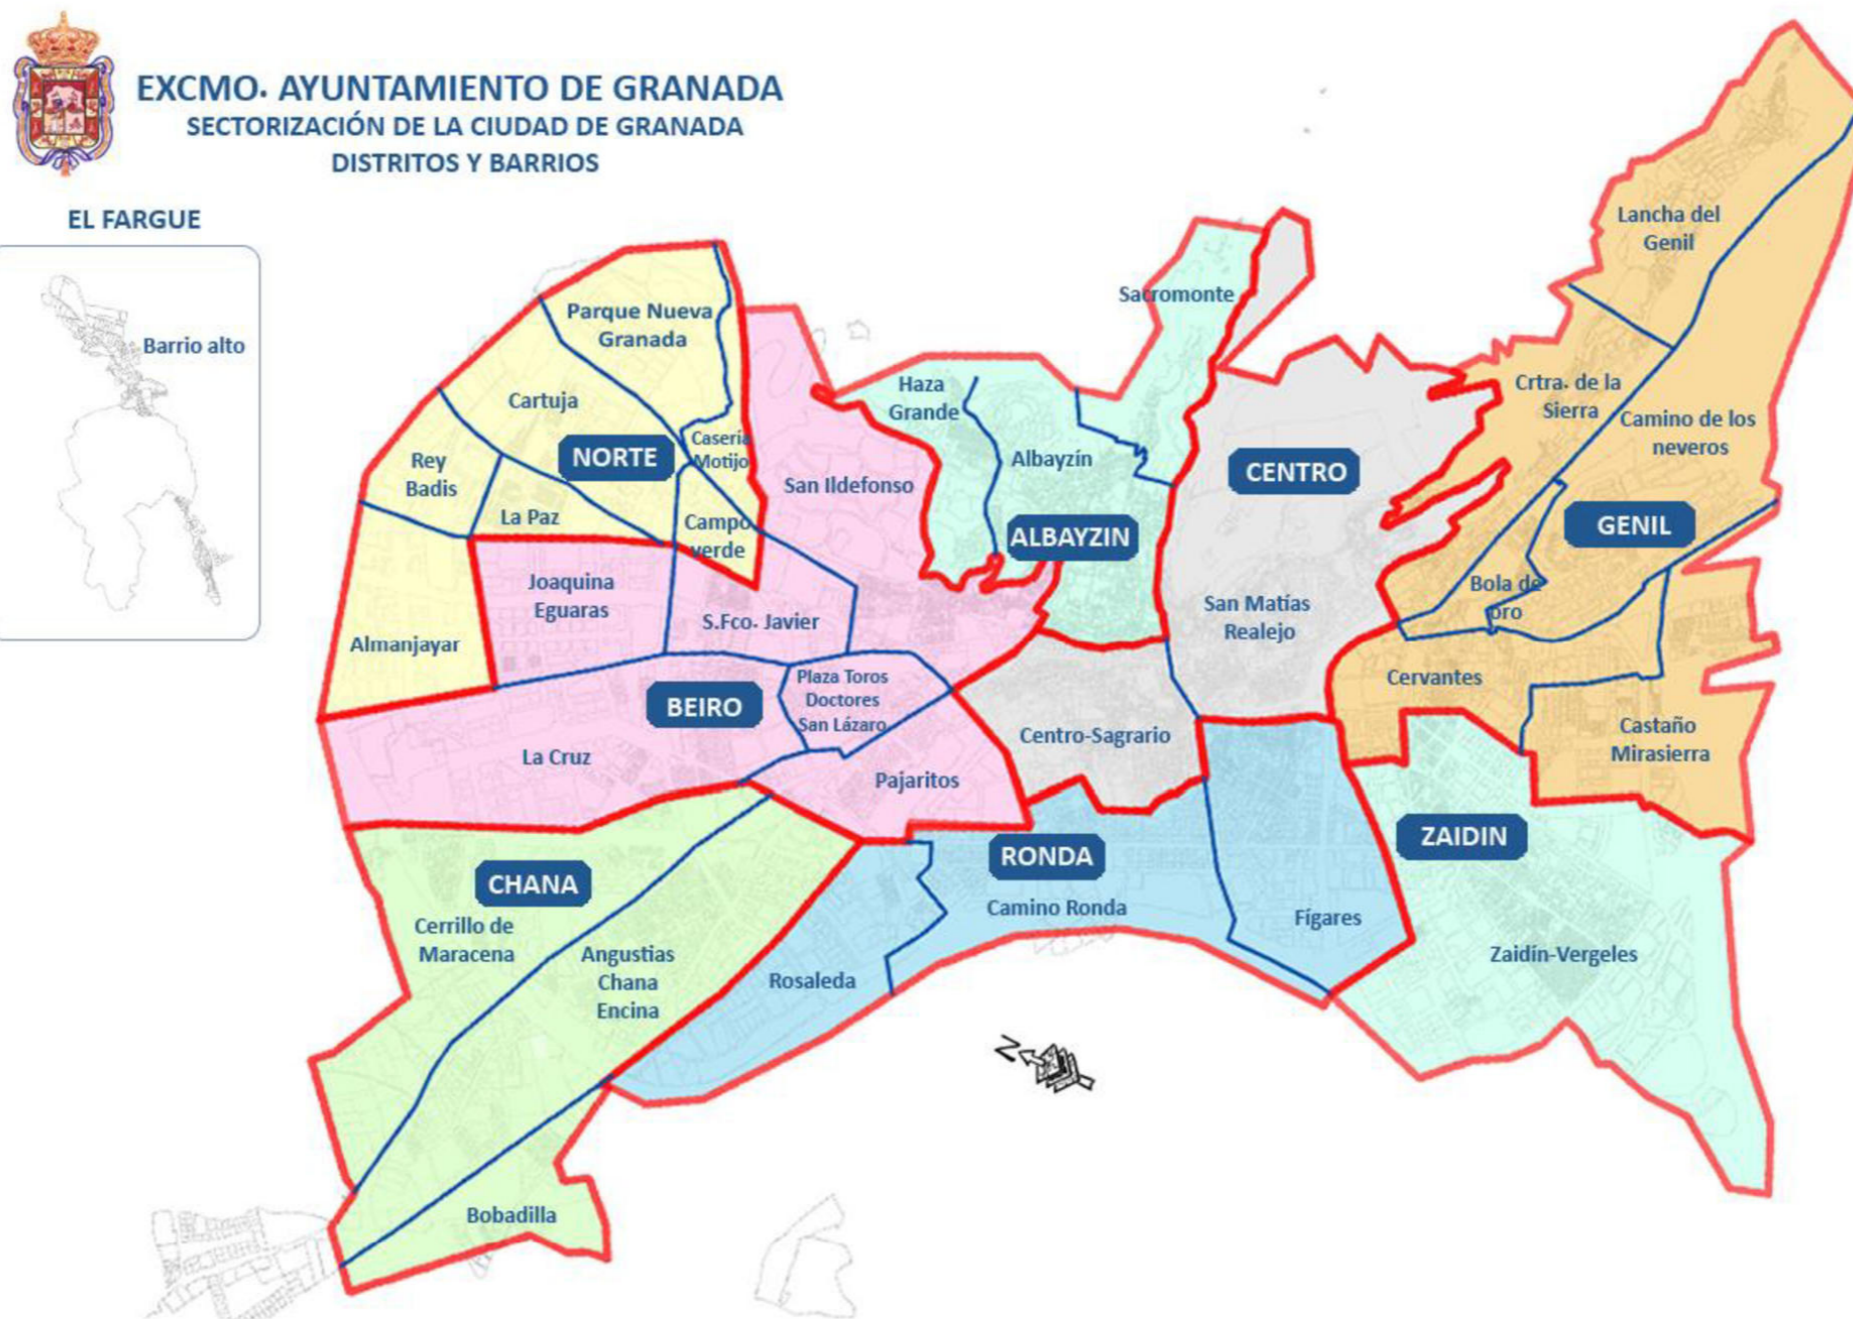 EXCMO. AYUNTAMIENTO DE GRANADA
SECTORIZACIÓN DE LA CIUDAD DE GRANADA
DISTRITOS Y BARRIOS
EL FARGUE
Barrio alto
Parque Nueva
Granada
Cartuja
NORTE
Casería
Motijo
Rey
Badis
La Paz
Campo
verde
Almanjayar
Joaquina
Eguaras
S.Fco. Javier
San Ildefonso
BEIRO
Plaza Toros
Doctores
San Lázaro
La Cruz
Pajaritos
Haza
Grande
Albayzín
Sacromonte
ALBAYZIN
CENTRO
San Matías
Realejo
Centro-Sagrario
Lancha del
Genil
Crtra. de la
Sierra
Camino de los
neveros
GENIL
Bola de
oro
Cervantes
Castaño
Mirasierra
CHANA
Cerrillo de
Maracena
Angustias
Chana
Encina
Bobadilla
RONDA
Camino Ronda
Rosaleda
Fígares
ZAIDIN
Zaidín-Vergeles
N